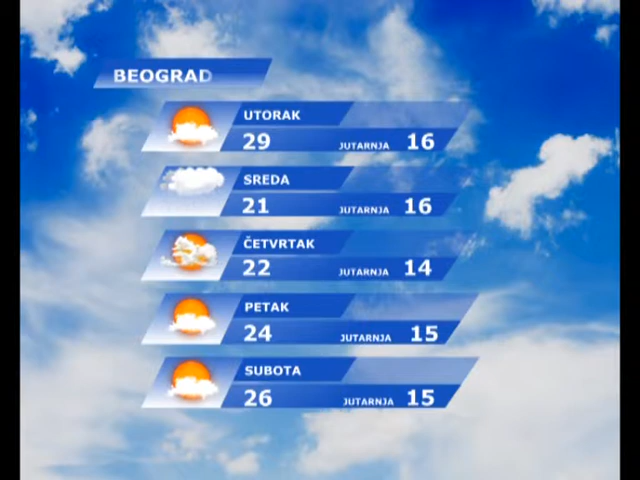 BEOGRAD
UTORAK
29 JUTARNJA 16
SREDA
21 JUTARNJA 16
ČETVRTAK
22 JUTARNJA 14
PETAK
24 JUTARNJA 15
SUBOTA
26 JUTARNJA 15